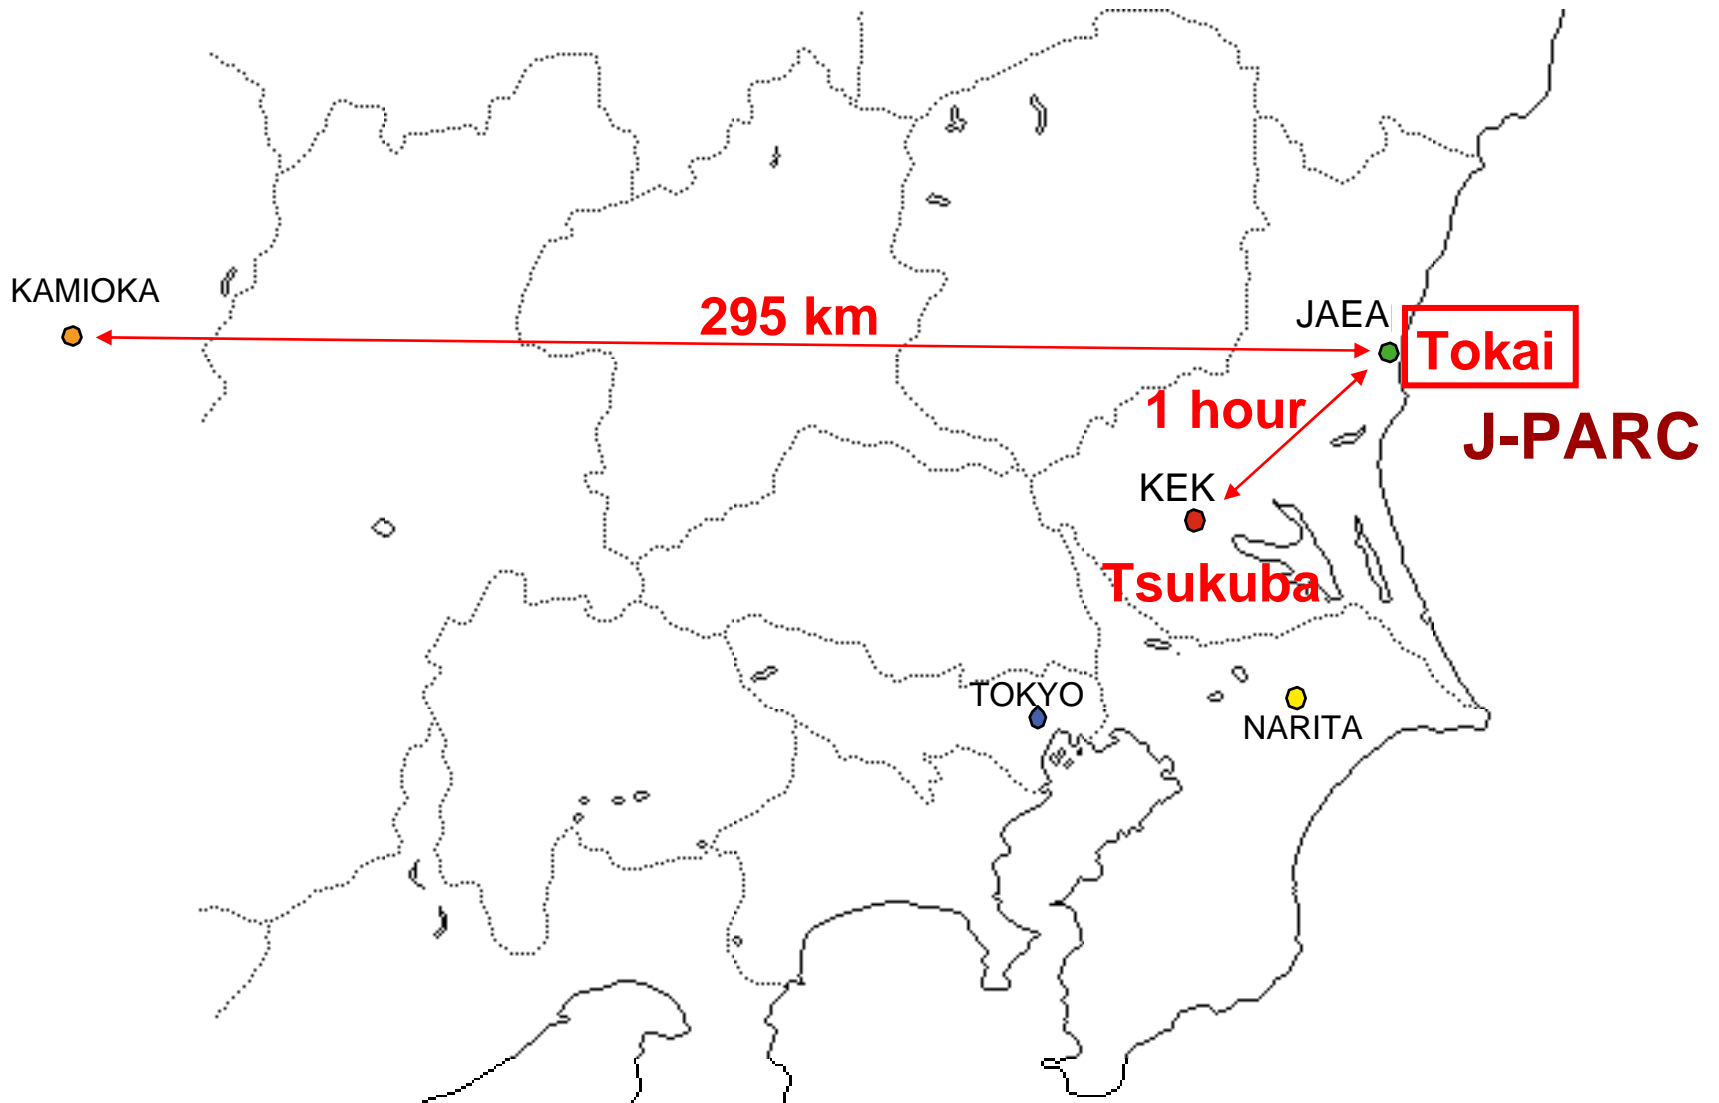 KAMIOKA
295 km
JAEA
Tokai
1 hour
J-PARC
KEK
Tsukuba
TOKYO
NARITA